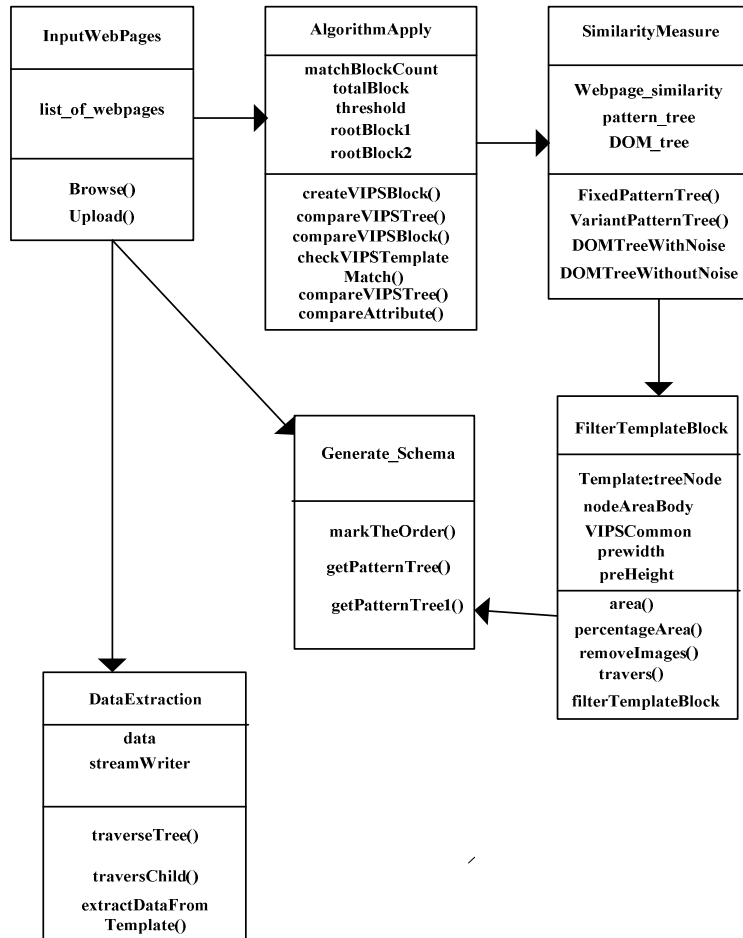 InputWebPages
list_of_webpages
Browse()
Upload()
AlgorithmApply
matchBlockCount
totalBlock
threshold
rootBlock1
rootBlock2
createVIPSBlock()
compareVIPSTree()
compareVIPSBlock()
checkVIPSTemplate
Match()
compareVIPSTree()
compareAttribute()
SimilarityMeasure
Webpage_similarity
pattern_tree
DOM_tree
FixedPatternTree()
VariantPatternTree()
DOMTreeWithNoise
DOMTreeWithoutNoise
Generate_Schema
markTheOrder()
getPatternTree()
getPatternTree1()
FilterTemplateBlock
Template:treeNode
nodeAreaBody
VIPSCommon
prewidth
preHeight
area()
percentageArea()
removeImages()
travers()
filterTemplateBlock
DataExtraction
data
streamWriter
traverseTree()
traversChild()
extractDataFrom
Template()